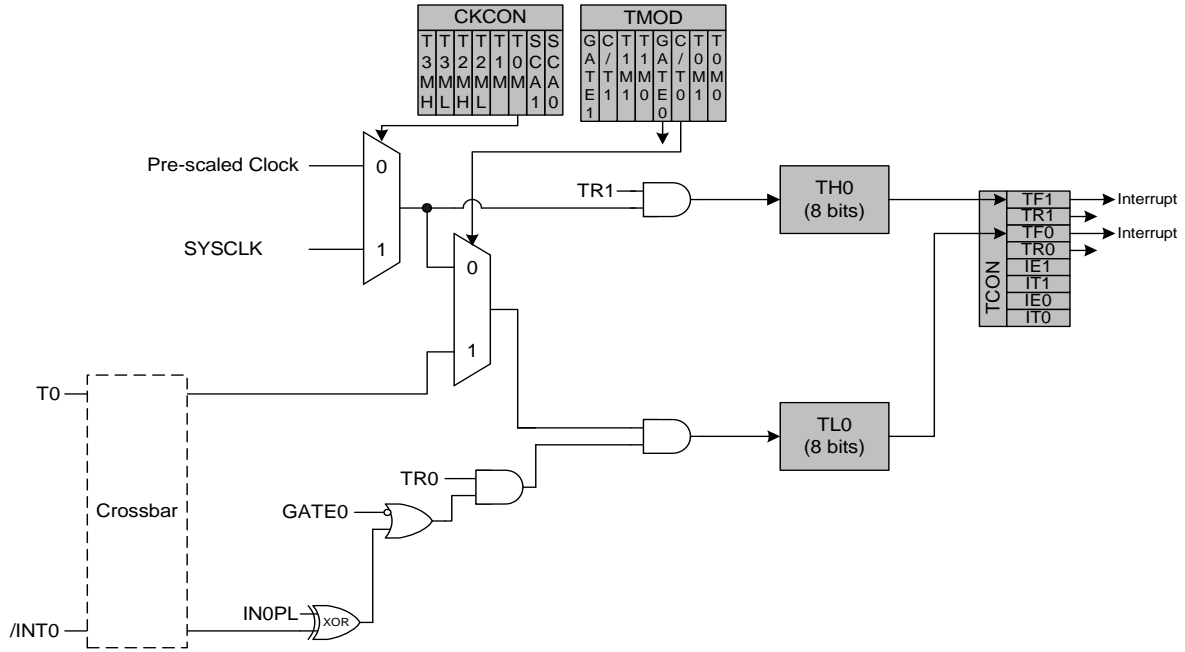 CKCON
T3MH T3ML T2MH T2ML T1M T0M SCA1 SCA0
TMOD
GATE1 C/T1 T1M1 T1M0 GATE0 C/T0 T0M1 T0M0
Pre-scaled Clock
0
SYSCLK
1
TR1
TH0
(8 bits)
TCON
TF1
TR1
TF0
TR0
IE1
IT1
IE0
IT0
Interrupt
Interrupt
0
1
T0
Crossbar
TR0
GATE0
TL0
(8 bits)
IN0PL
XOR
/INT0